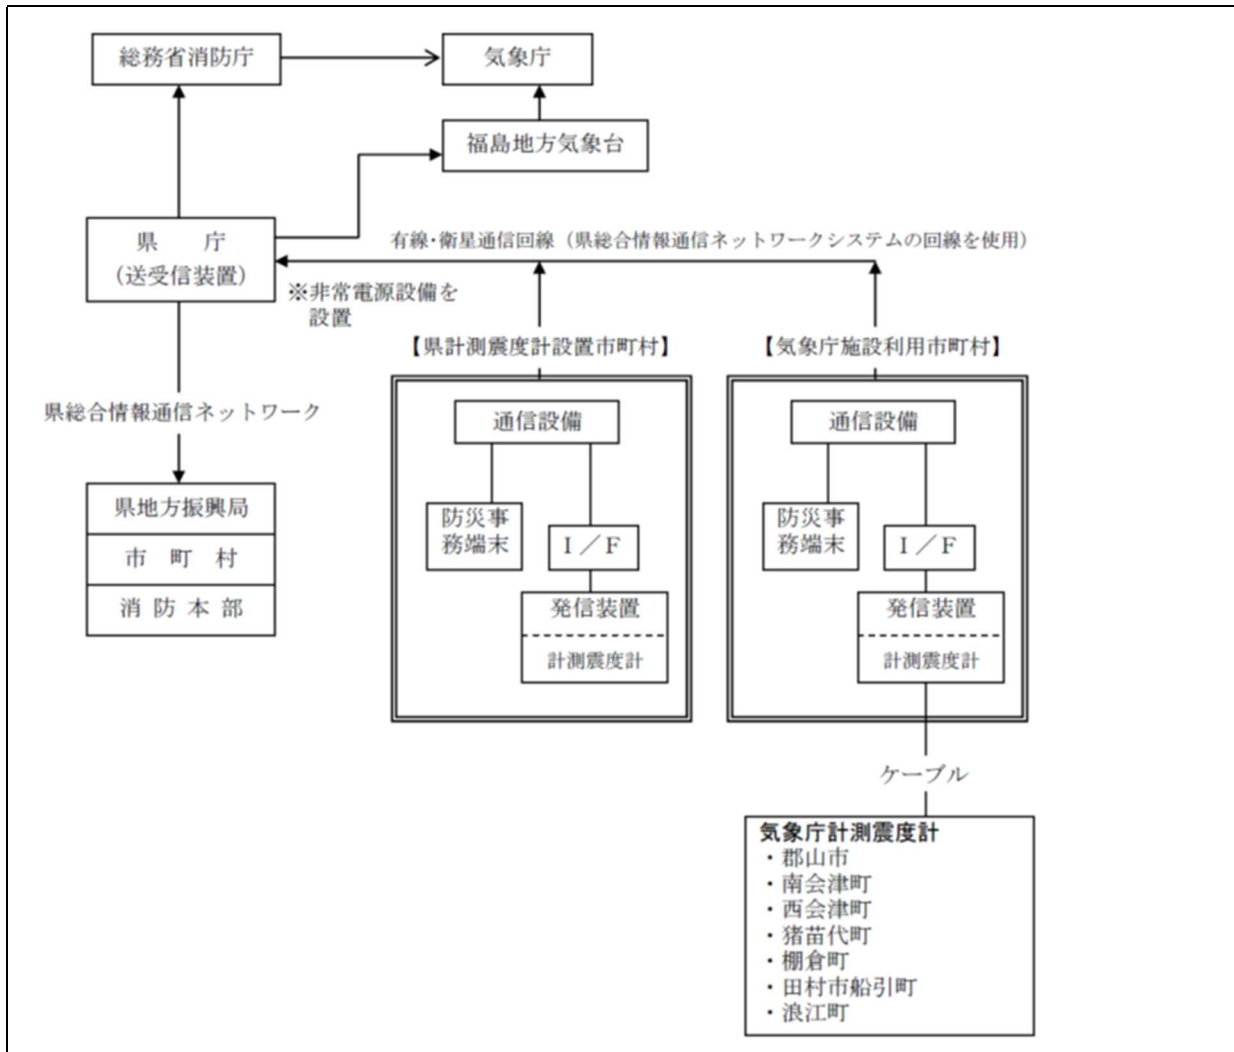 総務省消防庁
気象庁
福島地方気象台
県　　庁
（送受信装置）
有線・衛星通信回線（県総合情報通信ネットワークシステムの回線を使用）
※非常電源設備を
設置
【県計測震度計設置市町村】
【気象庁施設利用市町村】
県総合情報通信ネットワーク
県地方振興局
市　町　村
消 防 本 部
通信設備
防災事
務端末
Ｉ／Ｆ
発信装置
計測震度計
通信設備
防災事
務端末
Ｉ／Ｆ
発信装置
計測震度計
ケーブル
気象庁計測震度計
・郡山市
・南会津町
・西会津町
・猪苗代町
・棚倉町
・田村市船引町
・浪江町